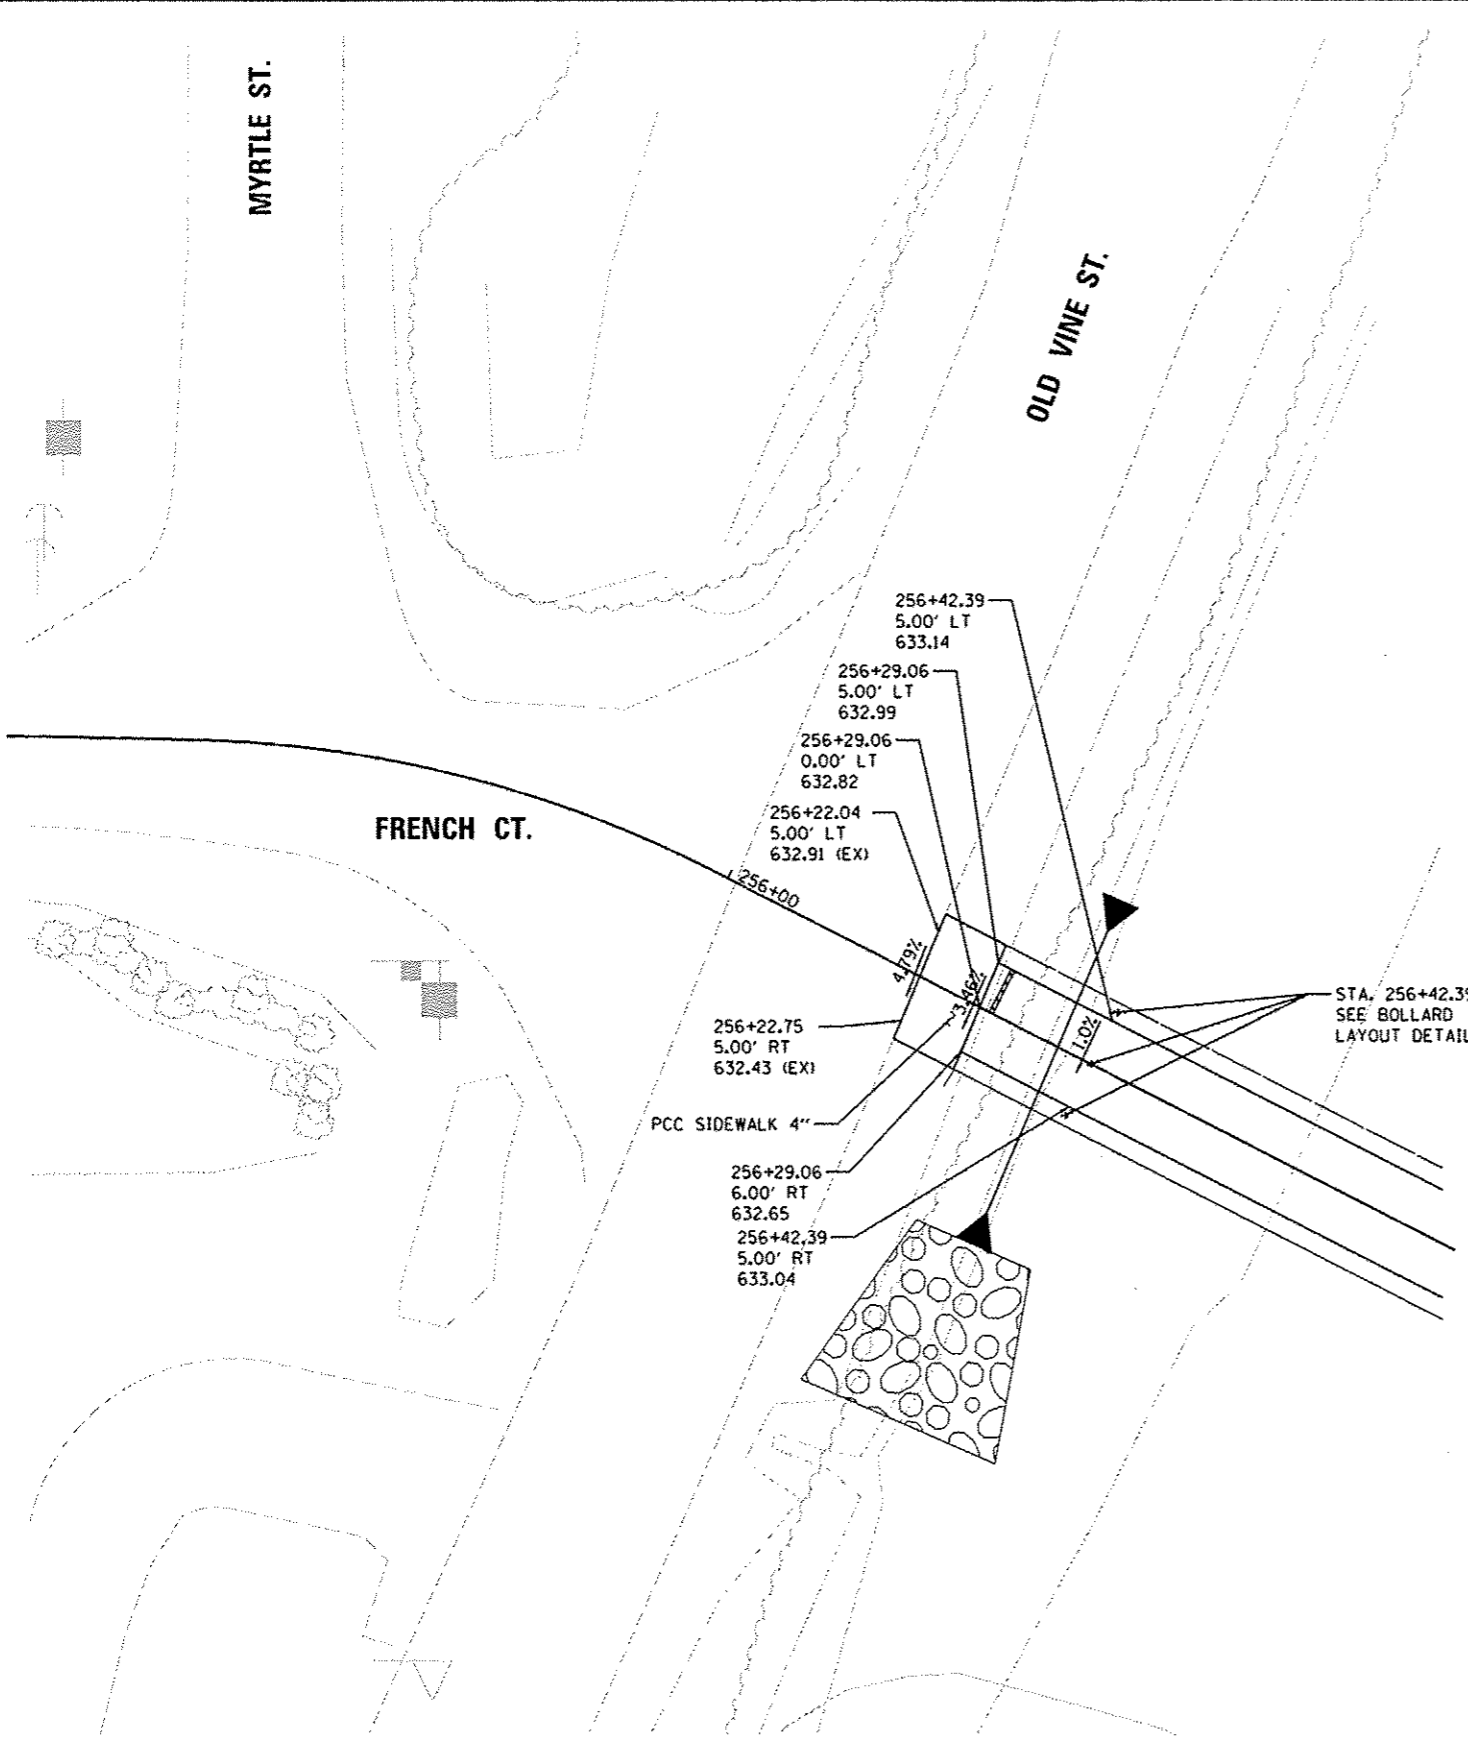 MYRTLE ST.
OLD VINE ST.
256+42.39
5.00' LT
633.14
256+29.06
5.00' LT
632.99
256+29.06
0.00' LT
632.82
256+22.04
5.00' LT
632.91 (EX)
FRENCH CT.
256+00
4.79%
3.46%
1.0%
STA. 256+42.39
SEE BOLLARD
LAYOUT DETAIL
256+22.75
5.00' RT
632.43 (EX)
PCC SIDEWALK 4"
256+29.06
6.00' RT
632.65
256+42.39
5.00' RT
633.04